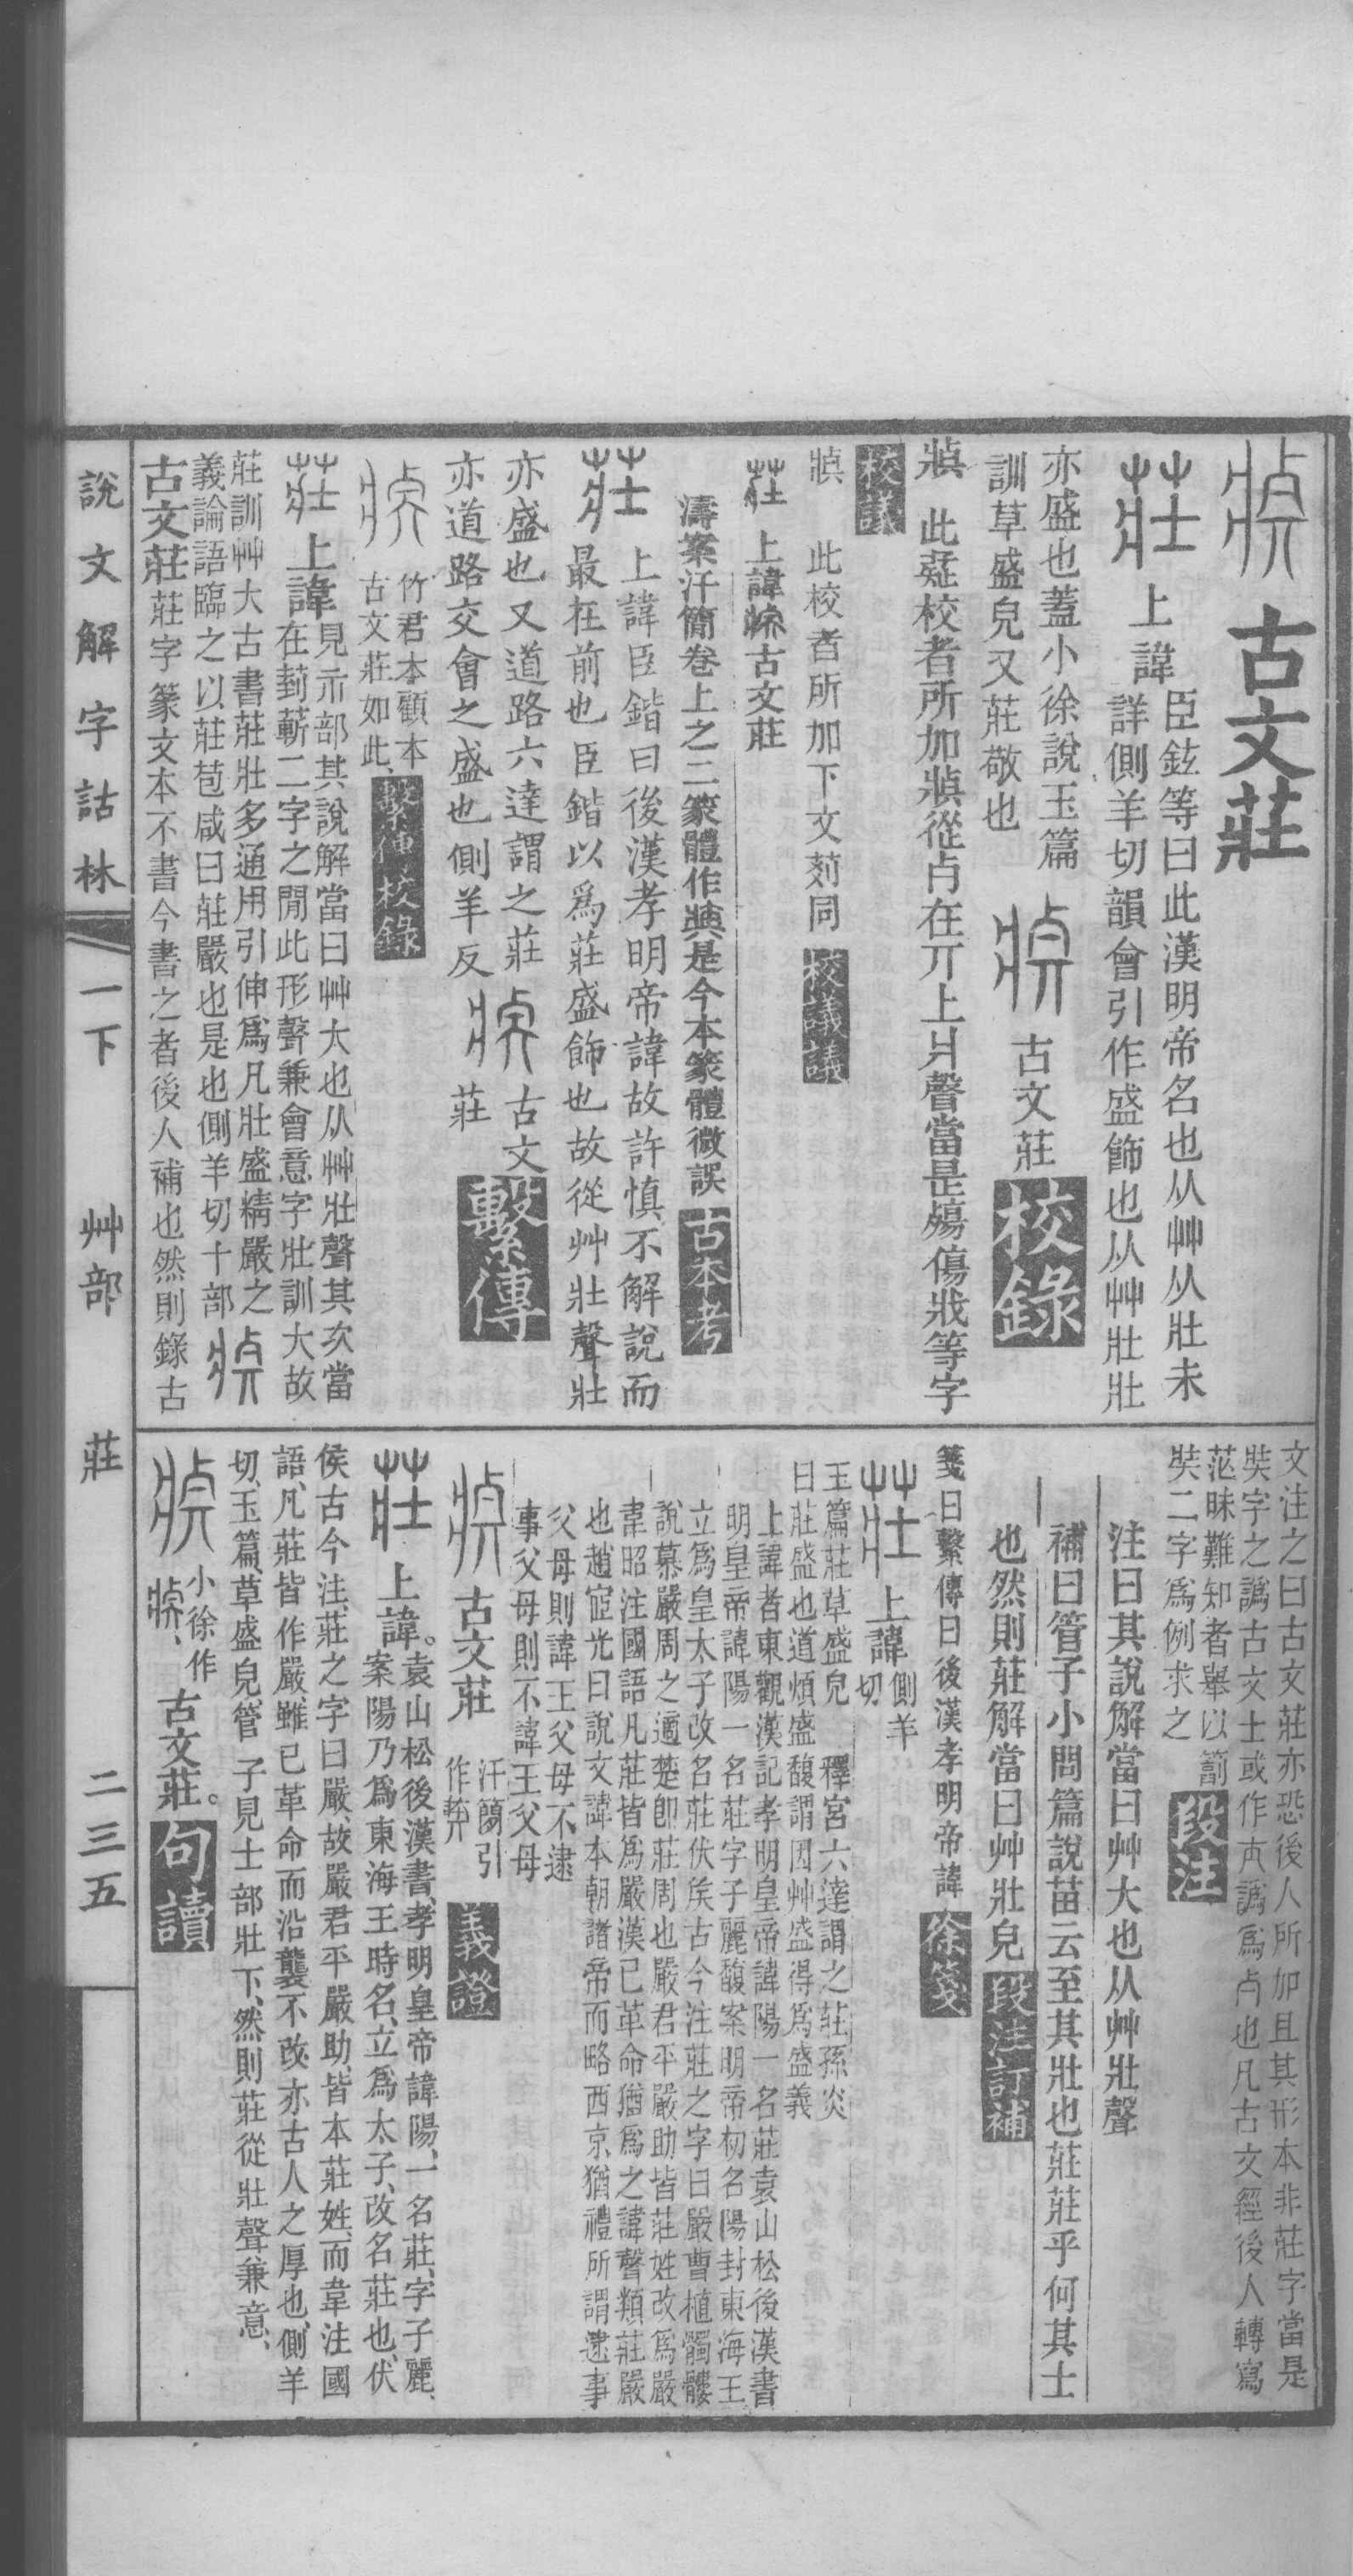 古文莊
莊 上諱
臣鉉等曰此漢明帝名也从艸从壯未
詳側羊切韻會引作盛飾也从艸壯壯
亦盛也蓋小徐說玉篇
訓草盛皃又莊敬也
古文莊 校錄
此疑校者所加 從占在丌上爿聲當是殤傷戕等字
校議
此校者所加下文 同 校議議
莊 上諱 古文莊
濤案汗簡卷上之二篆體作 是今本篆體微誤 古本考
莊
上諱臣鍇曰後漢孝明帝諱故許慎不解說而
最在前也臣鍇以爲莊盛飾也故從艸壯聲壯
亦盛也又道路六達謂之莊
亦道路交會之盛也側羊反
古文
莊 繫傳
竹君本顧本
古文莊如此 繫傳校錄
莊 上諱
見示部其說解當曰艸大也从艸壯聲其次當
在葑蘄二字之閒此形聲兼會意字壯訓大故
莊訓艸大古書莊壯多通用引伸爲凡壯盛精嚴之
義論語臨之以莊苞咸曰莊嚴也是也側羊切十部
古文莊
莊字篆文本不書今書之者後人補也然則錄古
文注之曰古文莊亦恐後人所加且其形本非莊字當是
奘字之譌古文士或作 譌爲占也凡古文經後人轉寫
茫昧難知者舉以
奘二字爲例求之 段注
注曰其說解當曰艸大也从艸壯聲
補曰管子小問篇說苗云至其壯也莊莊乎何其士
也然則莊解當曰艸壯皃 段注訂補
箋曰繫傳曰後漢孝明帝諱 徐箋
莊 上諱
側羊
切
玉篇莊草盛皃 釋宮六達謂之莊孫炎
曰莊盛也道煩盛馥謂因艸盛得爲盛義
上諱者東觀漢記孝明皇帝諱陽一名莊袁山松後漢書
明皇帝諱陽一名莊字子麗馥案明帝初名陽封東海王
立爲皇太子改名莊伏侯古今注莊之字曰嚴曹植髑髏
說慕嚴周之適楚卽莊周也嚴君平嚴助皆莊姓改爲嚴
韋昭注國語凡莊皆爲嚴漢已革命猶爲之諱聲類莊嚴
也趙宧光曰說文諱本朝諸帝而略西京猶禮所謂逮事
父母則諱王父母不逮
事父母則不諱王父母
古文莊
汗簡引
作 義證
莊 上諱。
袁山松後漢書、孝明皇帝諱陽、一名莊、字子麗、
案陽乃爲東海王時名、立爲太子、改名莊也、伏
侯古今注、莊之字曰嚴、故嚴君平嚴助、皆本莊姓、而韋注國
語、凡莊皆作嚴、雖已革命而沿襲不改、亦古人之厚也、側羊
切、玉篇、草盛皃、管子見士部壯下、然則莊從壯聲、兼意、
小徐作
古文莊。 句讀
說文解字詁林 一下 艸部 莊 二三五